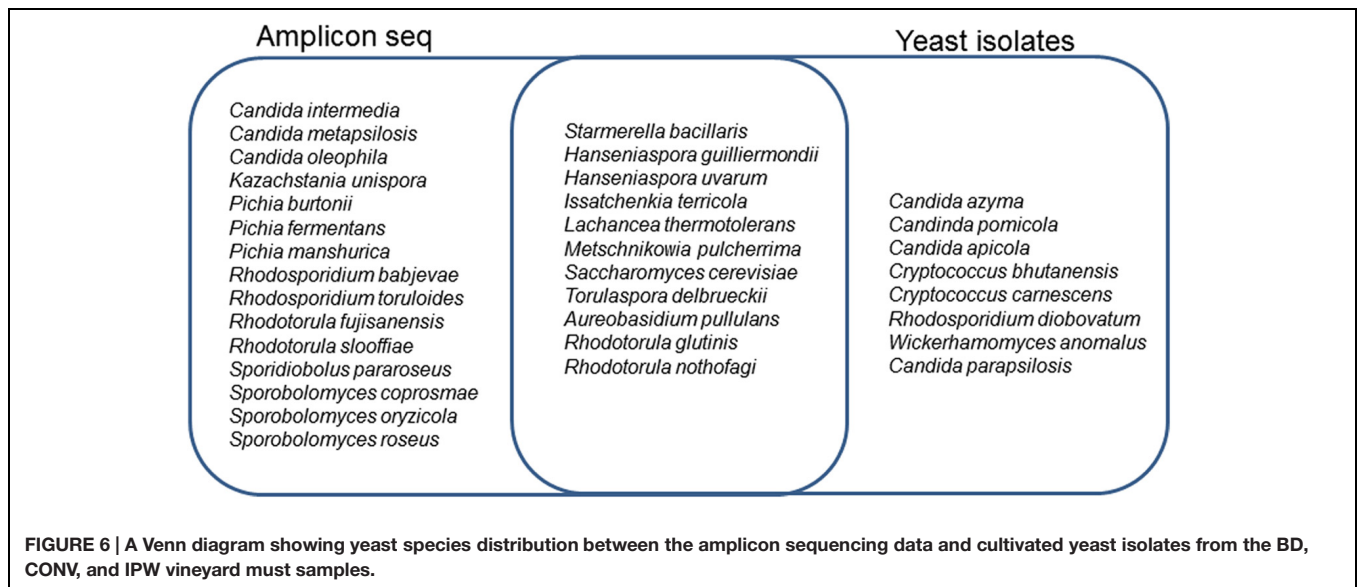 Amplicon seq
Yeast isolates
Candida intermedia
Candida metapsilosis
Candida oleophila
Kazachstania unispora
Pichia burtonii
Pichia fermentans
Pichia manshurica
Rhodosporidium babjevae
Rhodosporidium toruloides
Rhodotorula fujisanensis
Rhodotorula slooffiae
Sporidiobolus pararoseus
Sporobolomyces coprosmae
Sporobolomyces oryzicola
Sporobolomyces roseus
Starmerella bacillaris
Hanseniaspora guilliermondii
Hanseniaspora uvarum
Issatchenkia terricola
Lachancea thermotolerans
Metschnikowia pulcherrima
Saccharomyces cerevisiae
Torulaspora delbrueckii
Aureobasidium pullulans
Rhodotorula glutinis
Rhodotorula nothofagi
Candida azyma
Candinda pomicola
Candida apicola
Cryptococcus bhutanensis
Cryptococcus carnescens
Rhodosporidium diobovatum
Wickerhamomyces anomalus
Candida parapsilosis
FIGURE 6 | A Venn diagram showing yeast species distribution between the amplicon sequencing data and cultivated yeast isolates from the BD,
CONV, and IPW vineyard must samples.